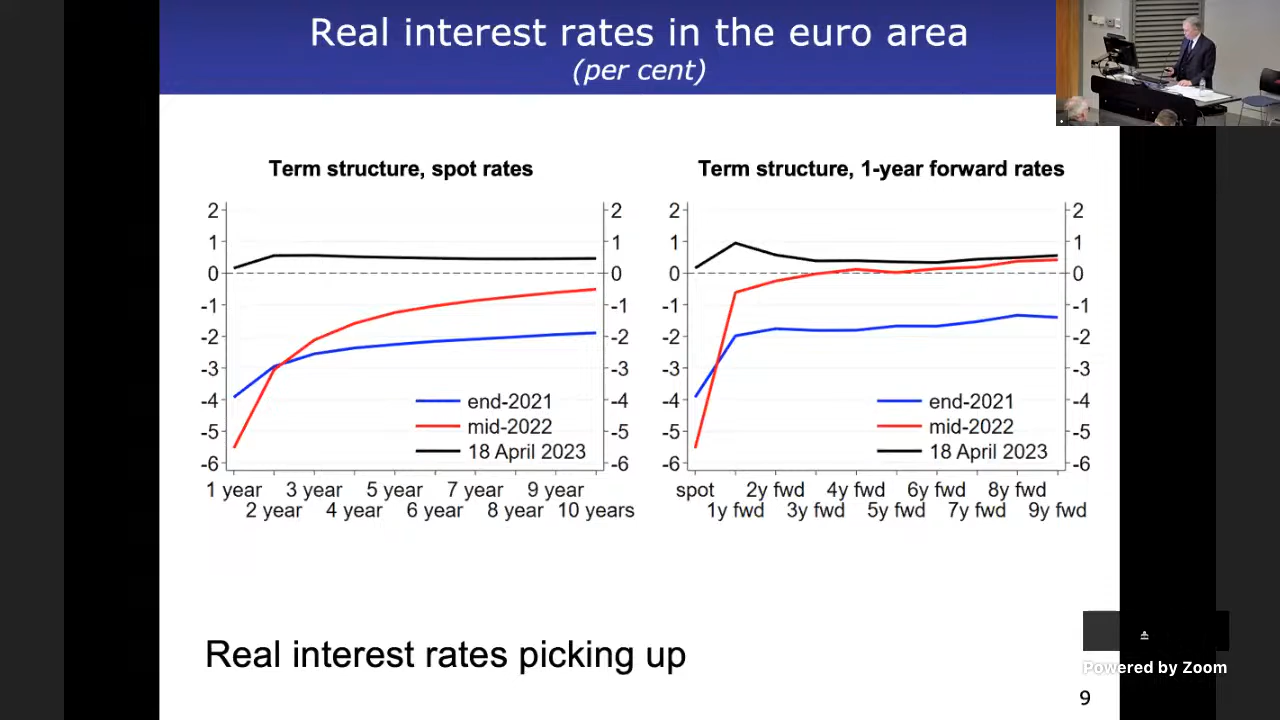 Real interest rates in the euro area
(per cent)
Term structure, spot rates
2 2
1 1
0 0
-1 -1
-2 -2
-3 -3
-4 -4
-5 -5
-6 -6
end-2021
mid-2022
18 April 2023
1 year 3 year 5 year 7 year 9 year
2 year 4 year 6 year 8 year 10 years
Term structure, 1-year forward rates
2 2
1 1
0 0
-1 -1
-2 -2
-3 -3
-4 -4
-5 -5
-6 -6
end-2021
mid-2022
18 April 2023
spot 2y fwd 4y fwd 6y fwd 8y fwd
1y fwd 3y fwd 5y fwd 7y fwd 9y fwd
Real interest rates picking up
Powered by Zoom
9